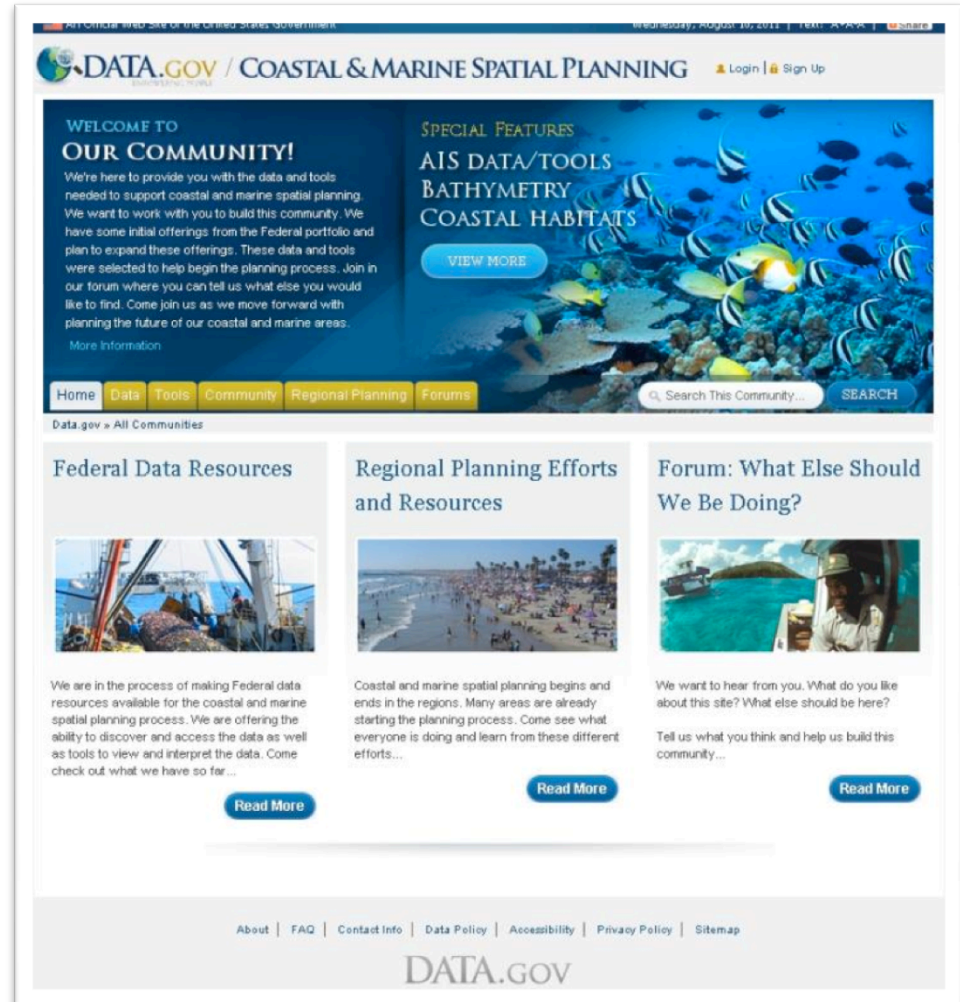 An Official Web Site of the United States Government
Wednesday, August 10, 2011 | Text: A+ A- A | Share
DATA.GOV / COASTAL & MARINE SPATIAL PLANNING
EMPOWERING PEOPLE
Login | Sign Up
WELCOME TO
OUR COMMUNITY!
We're here to provide you with the data and tools
needed to support coastal and marine spatial planning.
We want to work with you to build this community. We
have some initial offerings from the Federal portfolio and
plan to expand these offerings. These data and tools
were selected to help begin the planning process. Join in
our forum where you can tell us what else you would
like to find. Come join us as we move forward with
planning the future of our coastal and marine areas.
More Information
SPECIAL FEATURES
AIS DATA/TOOLS
BATHYMETRY
COASTAL HABITATS
VIEW MORE
Home Data Tools Community Regional Planning Forums
Search This Community...
SEARCH
Data.gov » All Communities
Federal Data Resources
We are in the process of making Federal data
resources available for the coastal and marine
spatial planning process. We are offering the
ability to discover and access the data as well
as tools to view and interpret the data. Come
check out what we have so far...
Read More
Regional Planning Efforts
and Resources
Coastal and marine spatial planning begins and
ends in the regions. Many areas are already
starting the planning process. Come see what
everyone is doing and learn from these different
efforts...
Read More
Forum: What Else Should
We Be Doing?
We want to hear from you. What do you like
about this site? What else should be here?
Tell us what you think and help us build this
community...
Read More
About | FAQ | Contact Info | Data Policy | Accessibility | Privacy Policy | Sitemap
DATA.GOV